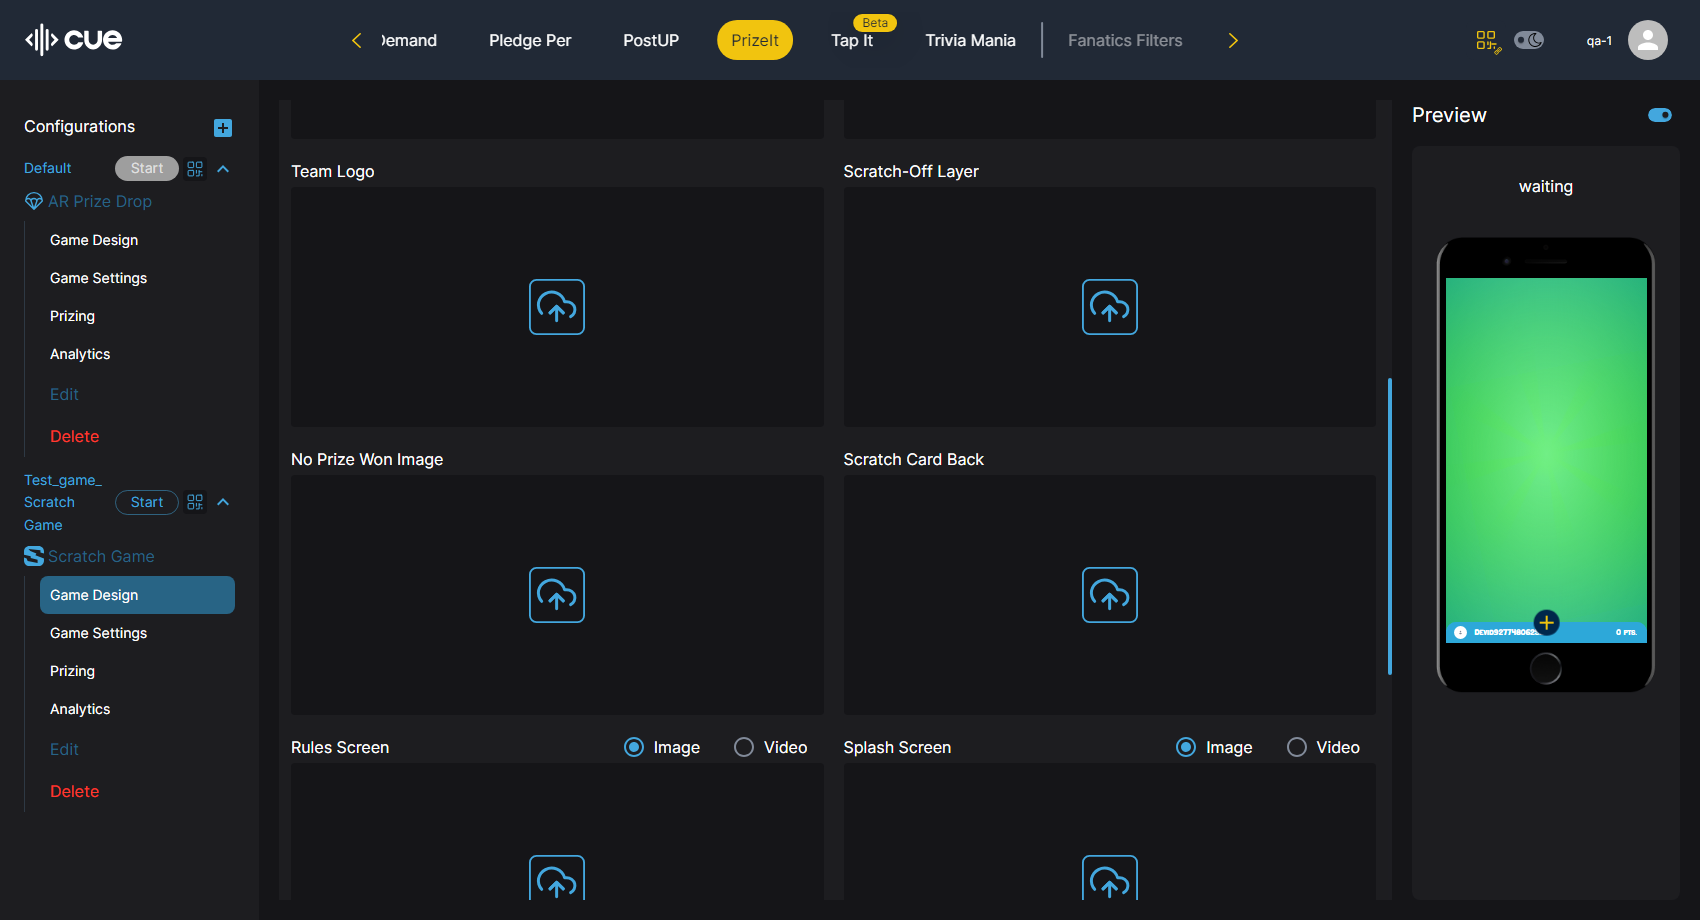 cue
Demand
Pledge Per
PostUP
PrizeIt
Beta
Tap It
Trivia Mania
Fanatics Filters
qa-1
Configurations
Default
Start
AR Prize Drop
Game Design
Game Settings
Prizing
Analytics
Edit
Delete
Test_game_
Scratch
Game
Start
Scratch Game
Game Design
Game Settings
Prizing
Analytics
Edit
Delete
Team Logo
Scratch-Off Layer
No Prize Won Image
Scratch Card Back
Rules Screen
Image
Video
Splash Screen
Image
Video
Preview
waiting
0 PTS.